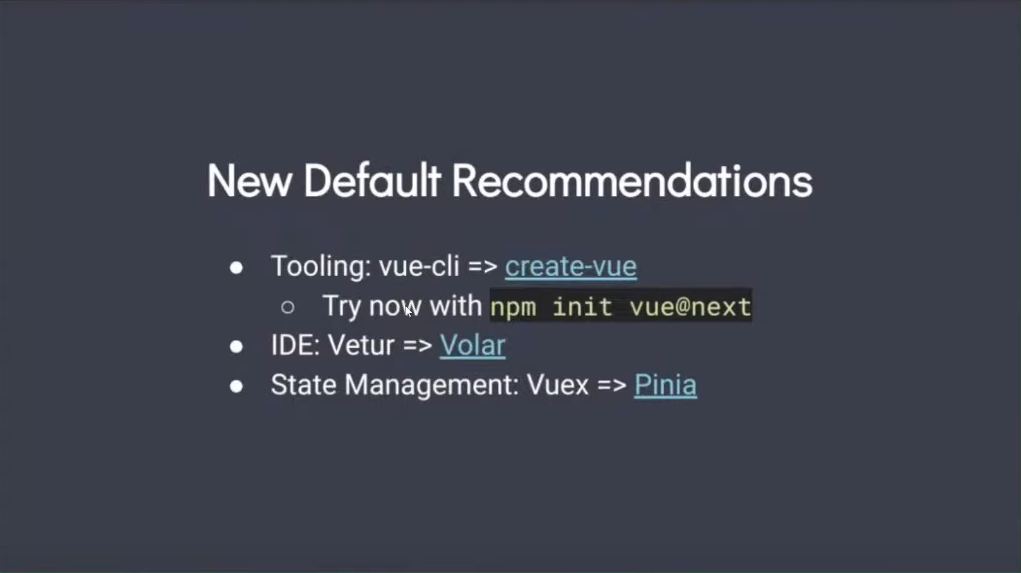 New Default Recommendations
● Tooling: vue-cli => create-vue
○ Try now with npm init vue@next
● IDE: Vetur => Volar
● State Management: Vuex => Pinia